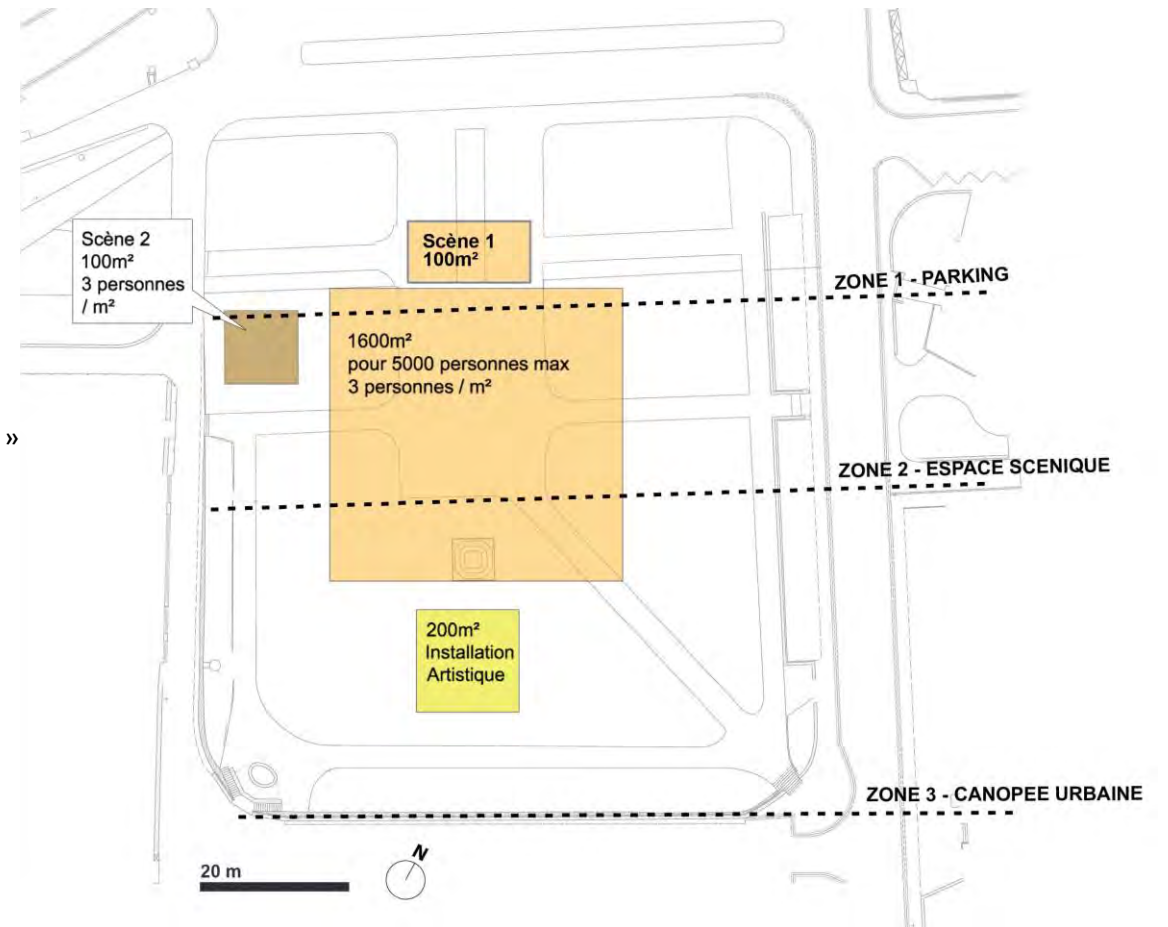 Scène 2
100m²
3 personnes
/ m²
Scène 1
100m²
ZONE 1 - PARKING
1600m²
pour 5000 personnes max
3 personnes / m²
»
ZONE 2 - ESPACE SCENIQUE
200m²
Installation
Artistique
ZONE 3 - CANOPEE URBAINE
20 m
N